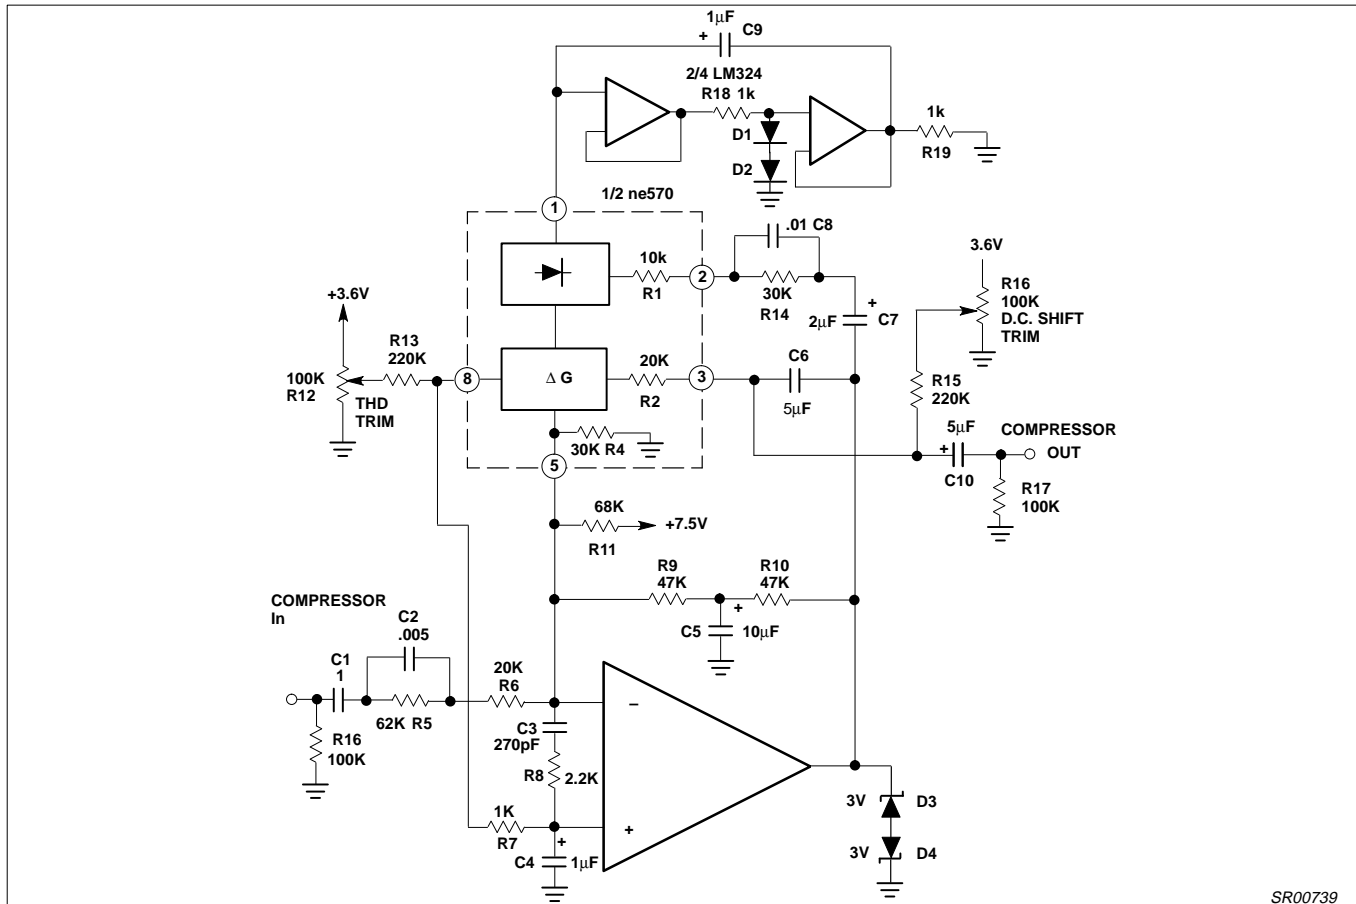 1µF
+ C9
2/4 LM324
R18 1k
D1
D2
1k
R19
1/2 ne570
1
.01 C8
10k
R1
2
30K
R14
+
2µF C7
3.6V
R16
100K
D.C. SHIFT
TRIM
+3.6V
R13
220K
100K
R12
THD
TRIM
8
Δ G
20K
R2
3
C6
5µF
R15
220K
30K R4
5
5µF
+
C10
COMPRESSOR
OUT
R17
100K
68K
R11
+7.5V
R9
47K
R10
47K
+
C5 10µF
COMPRESSOR
In
C2
.005
C1
1
62K R5
20K
R6
R16
100K
C3
270pF
R8 2.2K
1K
R7
+
C4 1µF
−
+
3V D3
3V D4
SR00739